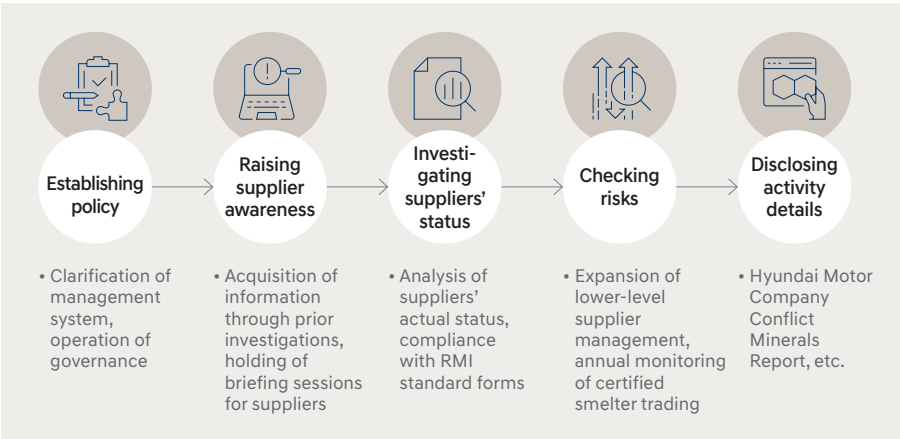 Establishing
policy
Raising
supplier
awareness
Investi-
gating
suppliers'
status
Checking
risks
Disclosing
activity
details
• Clarification of
management
system,
operation of
governance
• Acquisition of
information
through prior
investigations,
holding of
briefing sessions
for suppliers
• Analysis of
suppliers'
actual status,
compliance
with RMI
standard forms
• Expansion of
lower-level
supplier
management,
annual monitoring
of certified
smelter trading
• Hyundai Motor
Company
Conflict
Minerals
Report, etc.